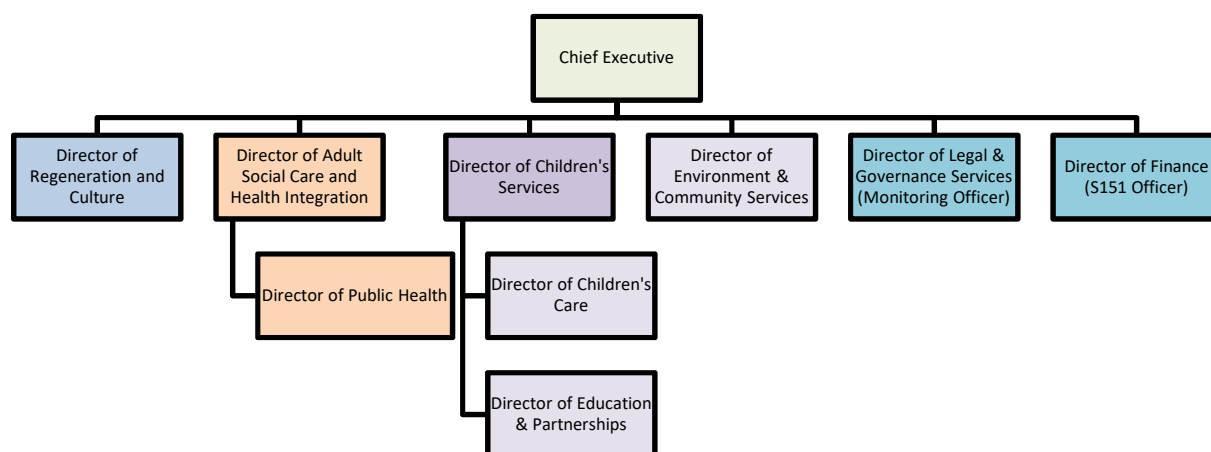 Chief Executive
Director of
Regeneration and
Culture
Director of Adult
Social Care and
Health Integration
Director of Children's
Services
Director of
Environment &
Community Services
Director of Legal &
Governance Services
(Monitoring Officer)
Director of Finance
(S151 Officer)
Director of Public Health
Director of Children's
Care
Director of Education
& Partnerships